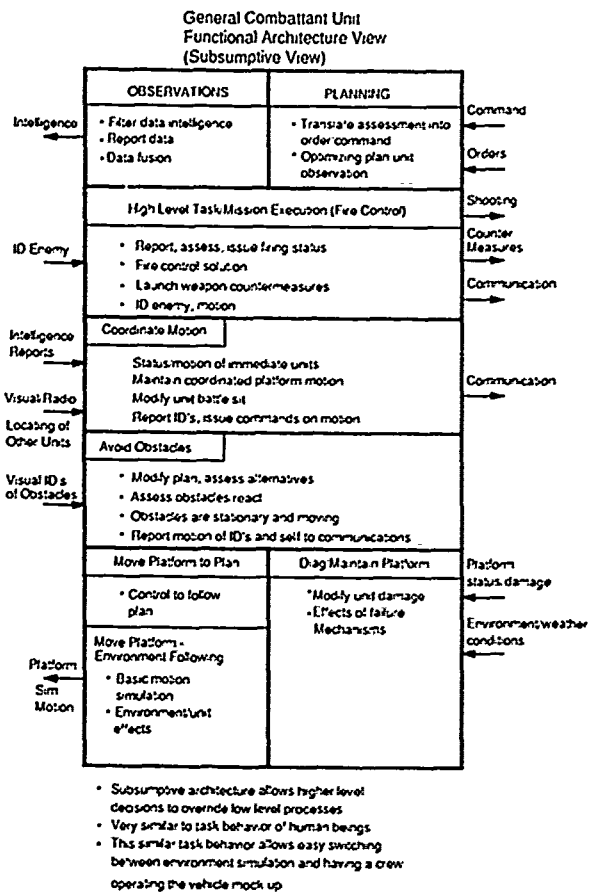 General Combattant Unit
Functional Architecture View
(Subsumptive View)
OBSERVATIONS
• Filter data intelligence
• Report data
• Data fusion
PLANNING
• Translate assessment into
order/command
• Optimizing plan unit
observation
Intelligence
Command
Orders
High Level Task/Mission Execution (Fire Control)
• Report, assess, issue firing status
• Fire control solution
• Launch weapon countermeasures
• ID enemy, motion
ID Enemy
Shooting
Counter
Measures
Communication
Coordinate Motion
Status/motion of immediate units
Maintain coordinated platform motion
Modify unit battle sit
Report ID's, issue commands on motion
Intelligence
Reports
Visual Radio
Locating of
Other Units
Communication
Avoid Obstacles
• Modify plan, assess alternatives
• Assess obstacles react
• Obstacles are stationary and moving
• Report motion of ID's and self to communications
Visual ID's
of Obstacles
Move Platform to Plan
• Control to follow
plan
Move Platform -
Environment Following
• Basic motion
simulation
• Environment/unit
effects
Platform
Sim
Motion
Diag/Maintain Platform
• Modify unit damage
• Effects of failure
Mechanisms
Platform
status/damage
Environment/weather
conditions
• Subsumptive architecture allows higher level
decisions to override low level processes
• Very similar to task behavior of human beings
• This similar task behavior allows easy switching
between environment simulation and having a crew
operating the vehicle mock up